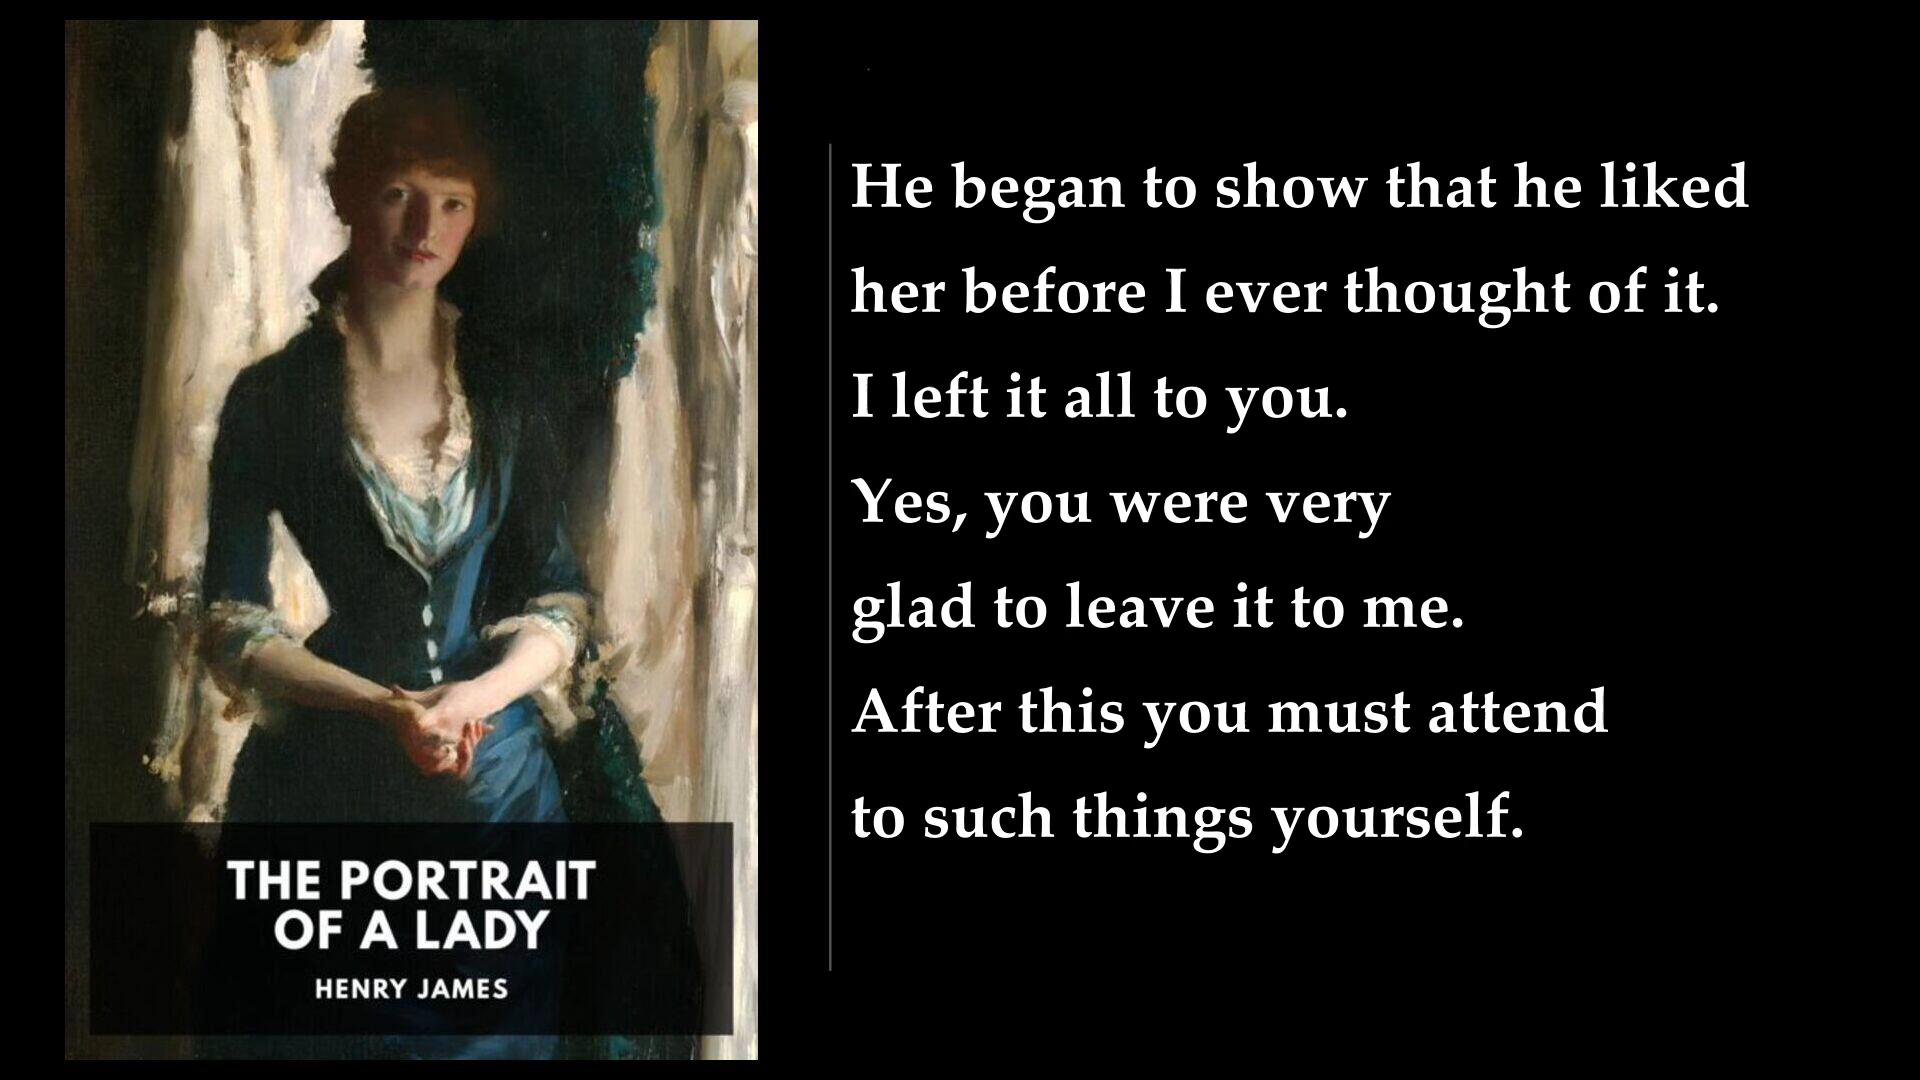 He began to show that he liked
her before I ever thought of it.
I left it all to you.
Yes, you were very
glad to leave it to me.
After this you must attend
to such things yourself.
THE PORTRAIT
OF A LADY
HENRY JAMES